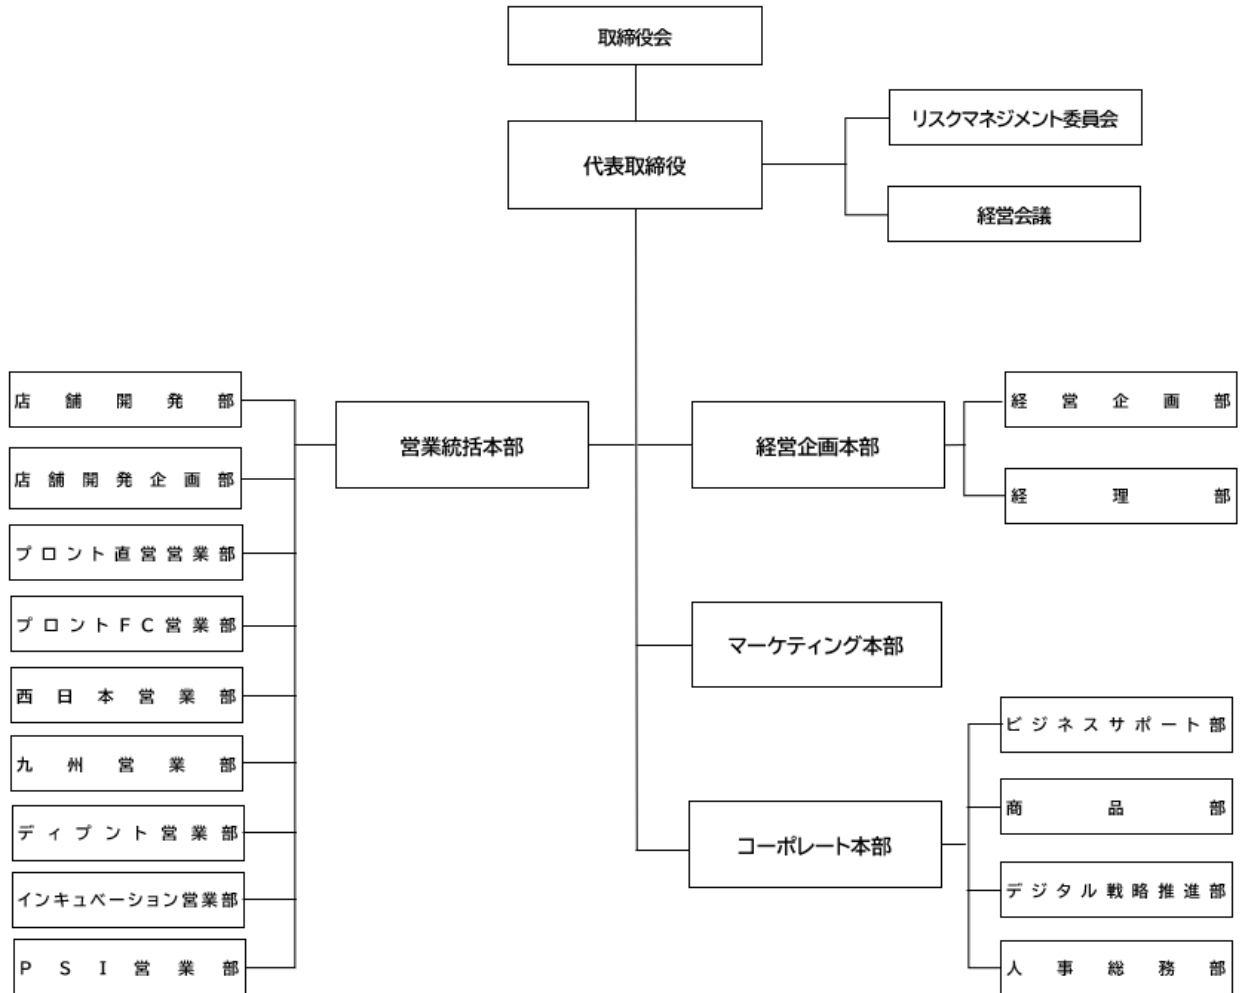 取締役会
代表取締役
リスクマネジメント委員会
経営会議
営業統括本部
店舗開発部
店舗開発企画部
プロント直営営業部
プロントFC営業部
西日本営業部
九州営業部
ディプント営業部
インキュベーション営業部
PSI営業部
経営企画本部
経営企画部
経理部
マーケティング本部
コーポレート本部
ビジネスサポート部
商品部
デジタル戦略推進部
人事総務部